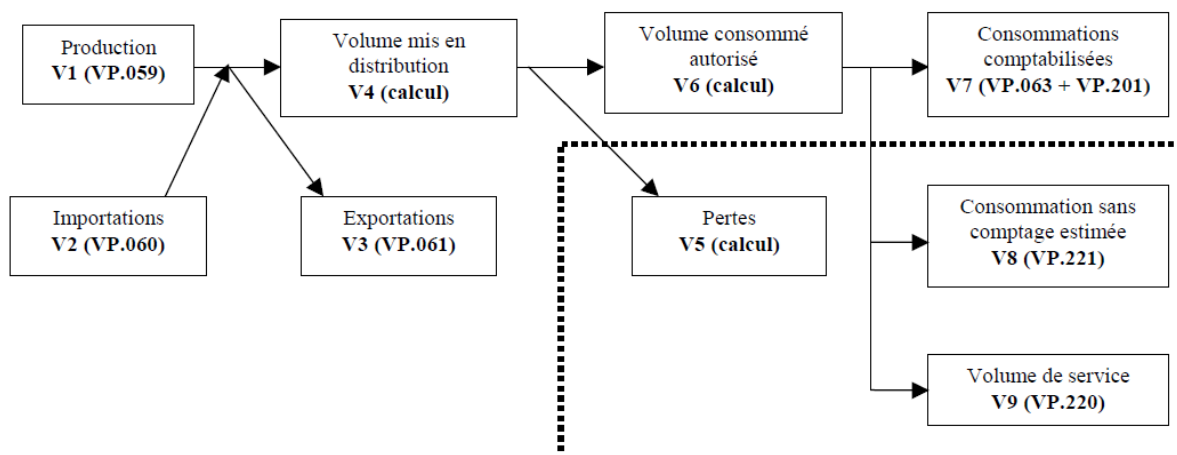 Production
V1 (VP.059)
Volume mis en
distribution
V4 (calcul)
Volume consommé
autorisé
V6 (calcul)
Consommations
comptabilisées
V7 (VP.063 + VP.201)
Importations
V2 (VP.060)
Exportations
V3 (VP.061)
Pertes
V5 (calcul)
Consommation sans
comptage estimée
V8 (VP.221)
Volume de service
V9 (VP.220)